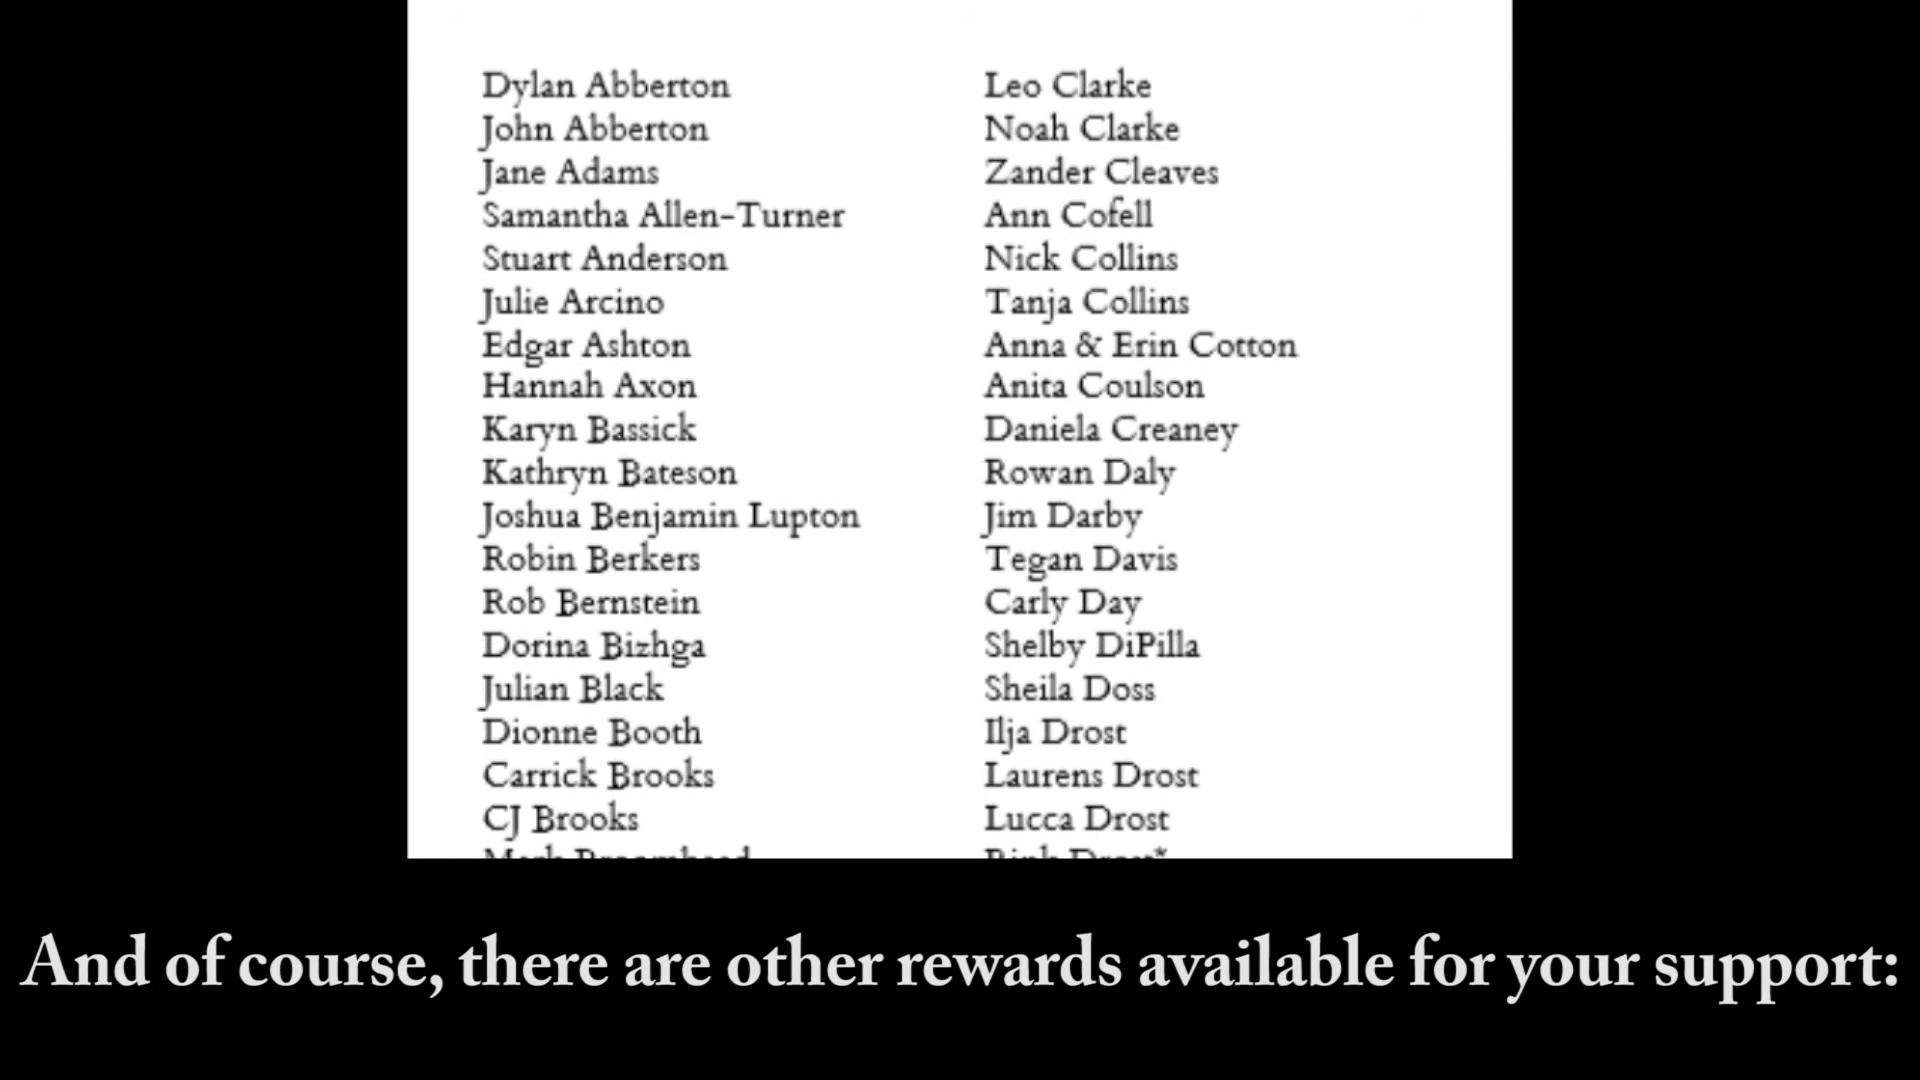 Dylan Abberton
John Abberton
Jane Adams
Samantha Allen-Turner
Stuart Anderson
Julie Arcino
Edgar Ashton
Hannah Axon
Karyn Bassick
Kathryn Bateson
Joshua Benjamin Lupton
Robin Berkers
Rob Bernstein
Dorina Bizhga
Julian Black
Dionne Booth
Carrick Brooks
CJ Brooks
Leo Clarke
Noah Clarke
Zander Cleaves
Ann Cofell
Nick Collins
Tanja Collins
Anna & Erin Cotton
Anita Coulson
Daniela Creaney
Rowan Daly
Jim Darby
Tegan Davis
Carly Day
Shelby DiPilla
Sheila Doss
Ilja Drost
Laurens Drost
Lucca Drost
And of course, there are other rewards available for your support: